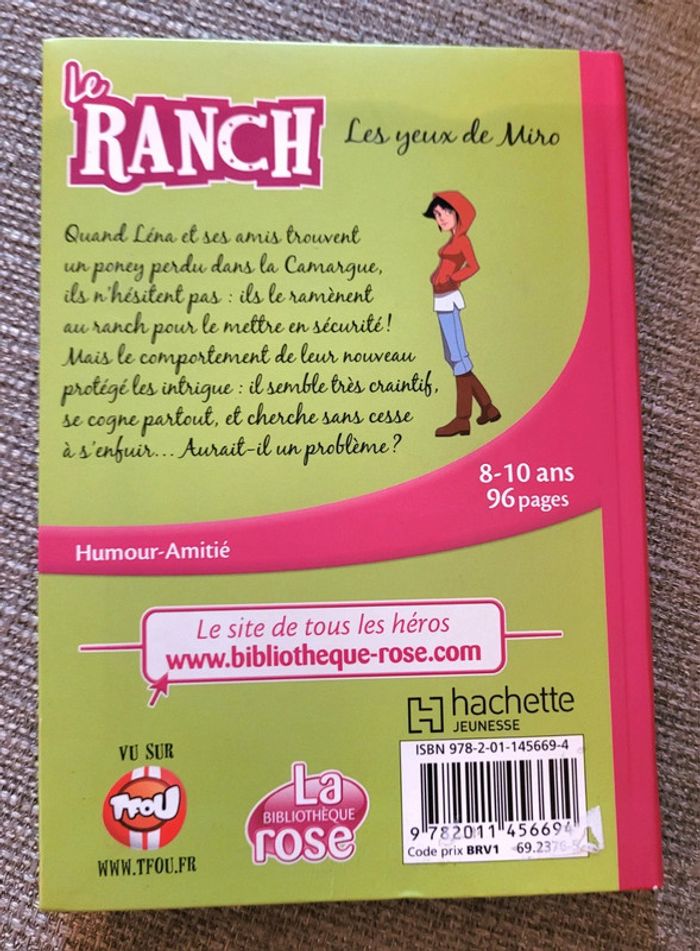 Le
RANCH
Les yeux de Miro
Quand Léna et ses amis trouvent
un poney perdu dans la Camargue,
ils n'hésitent pas : ils le ramènent
au ranch pour le mettre en sécurité !
Mais le comportement de leur nouveau
protégé les intrigue : il semble très craintif,
se cogne partout, et cherche sans cesse
à s'enfuir... Aurait-il un problème ?
8-10 ans
96 pages
Humour-Amitié
Le site de tous les héros
www.bibliotheque-rose.com
hachette
JEUNESSE
ISBN 978-2-01-145669-4
9 782011 456694
Code prix BRV1
VU SUR
TFOU
WWW.TFOU.FR
La
BIBLIOTHÈQUE
rose